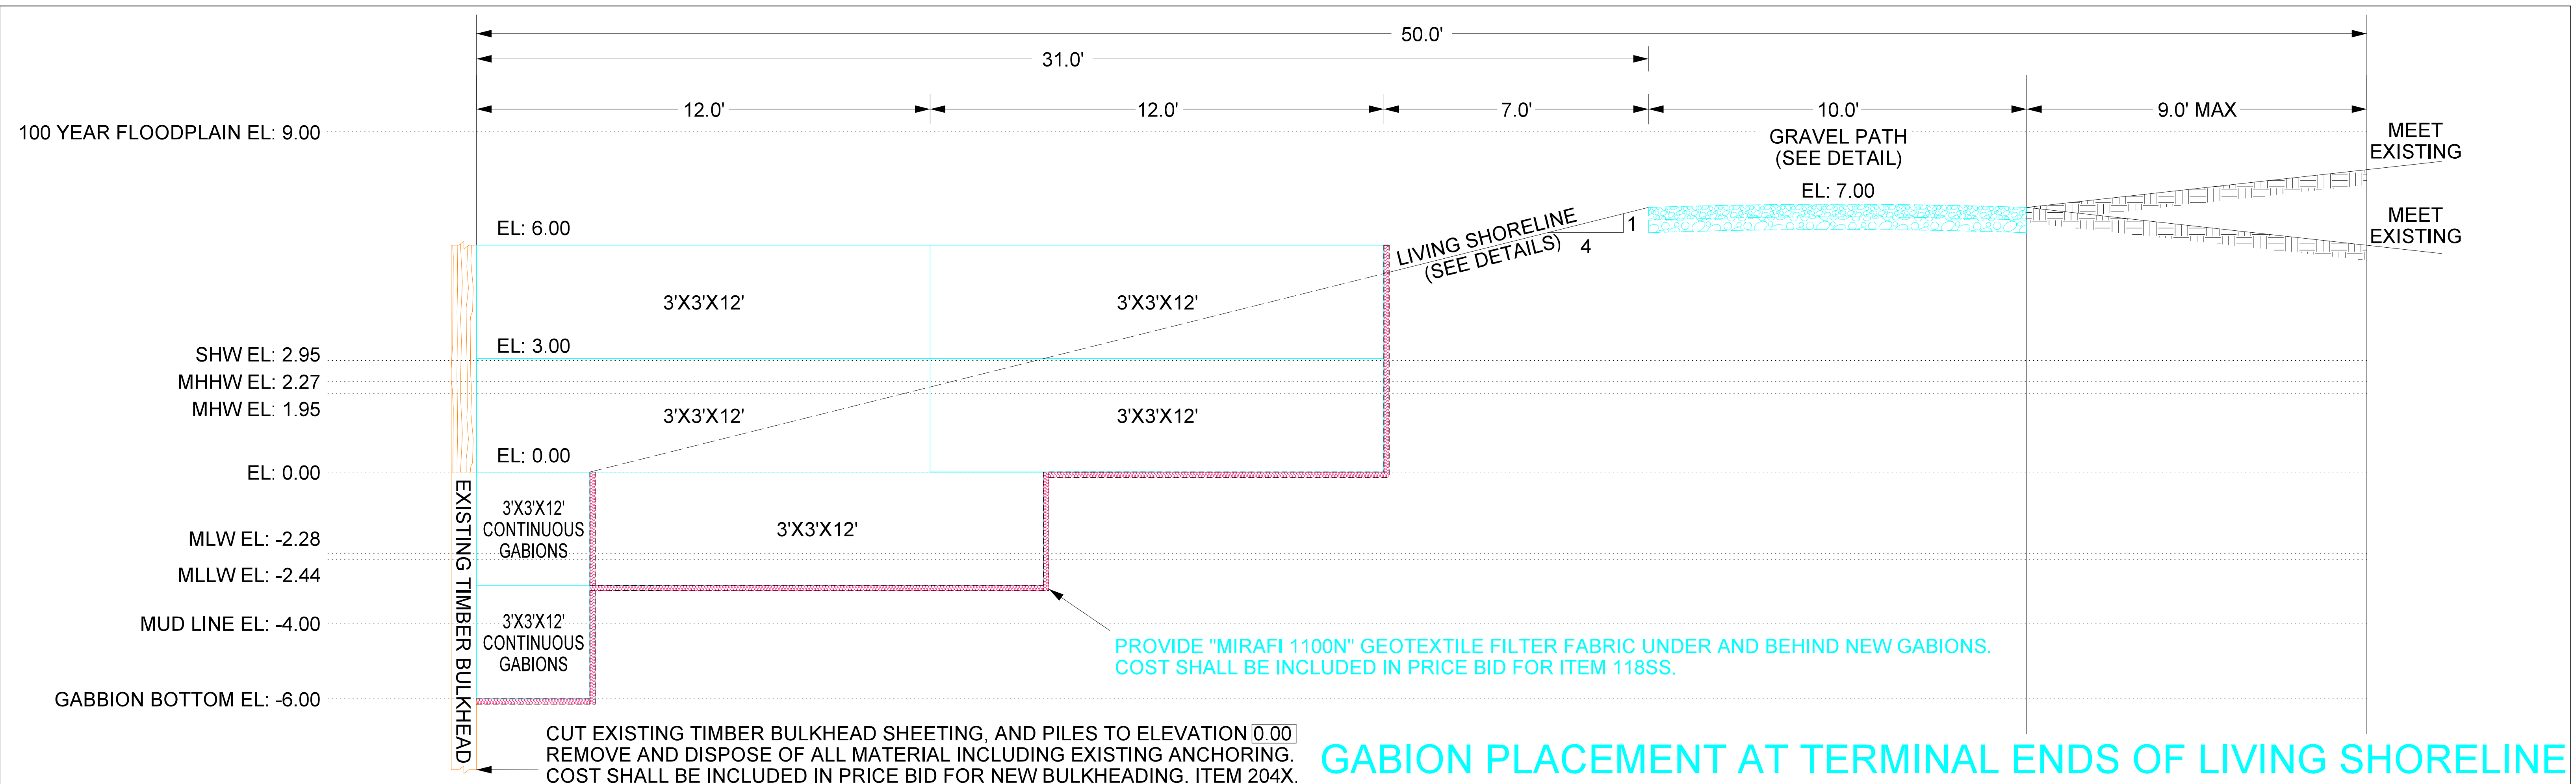 50.0'
31.0'
12.0'
12.0'
7.0'
10.0'
9.0' MAX
100 YEAR FLOODPLAIN EL: 9.00
GRAVEL PATH
(SEE DETAIL)
EL: 7.00
MEET
EXISTING
MEET
EXISTING
EL: 6.00
LIVING SHORELINE
(SEE DETAILS)
1
4
3'X3'X12'
3'X3'X12'
EL: 3.00
SHW EL: 2.95
MHHW EL: 2.27
MHW EL: 1.95
3'X3'X12'
3'X3'X12'
EL: 0.00
EL: 0.00
EXISTING TIMBER BULKHEAD
3'X3'X12'
CONTINUOUS
GABIONS
3'X3'X12'
MLW EL: -2.28
MLLW EL: -2.44
MUD LINE EL: -4.00
3'X3'X12'
CONTINUOUS
GABIONS
PROVIDE "MIRAFI 1100N" GEOTEXTILE FILTER FABRIC UNDER AND BEHIND NEW GABIONS.
COST SHALL BE INCLUDED IN PRICE BID FOR ITEM 118SS.
GABBION BOTTOM EL: -6.00
CUT EXISTING TIMBER BULKHEAD SHEETING, AND PILES TO ELEVATION 0.00
REMOVE AND DISPOSE OF ALL MATERIAL INCLUDING EXISTING ANCHORING.
COST SHALL BE INCLUDED IN PRICE BID FOR NEW BULKHEADING. ITEM 204X.
GABION PLACEMENT AT TERMINAL ENDS OF LIVING SHORELINE